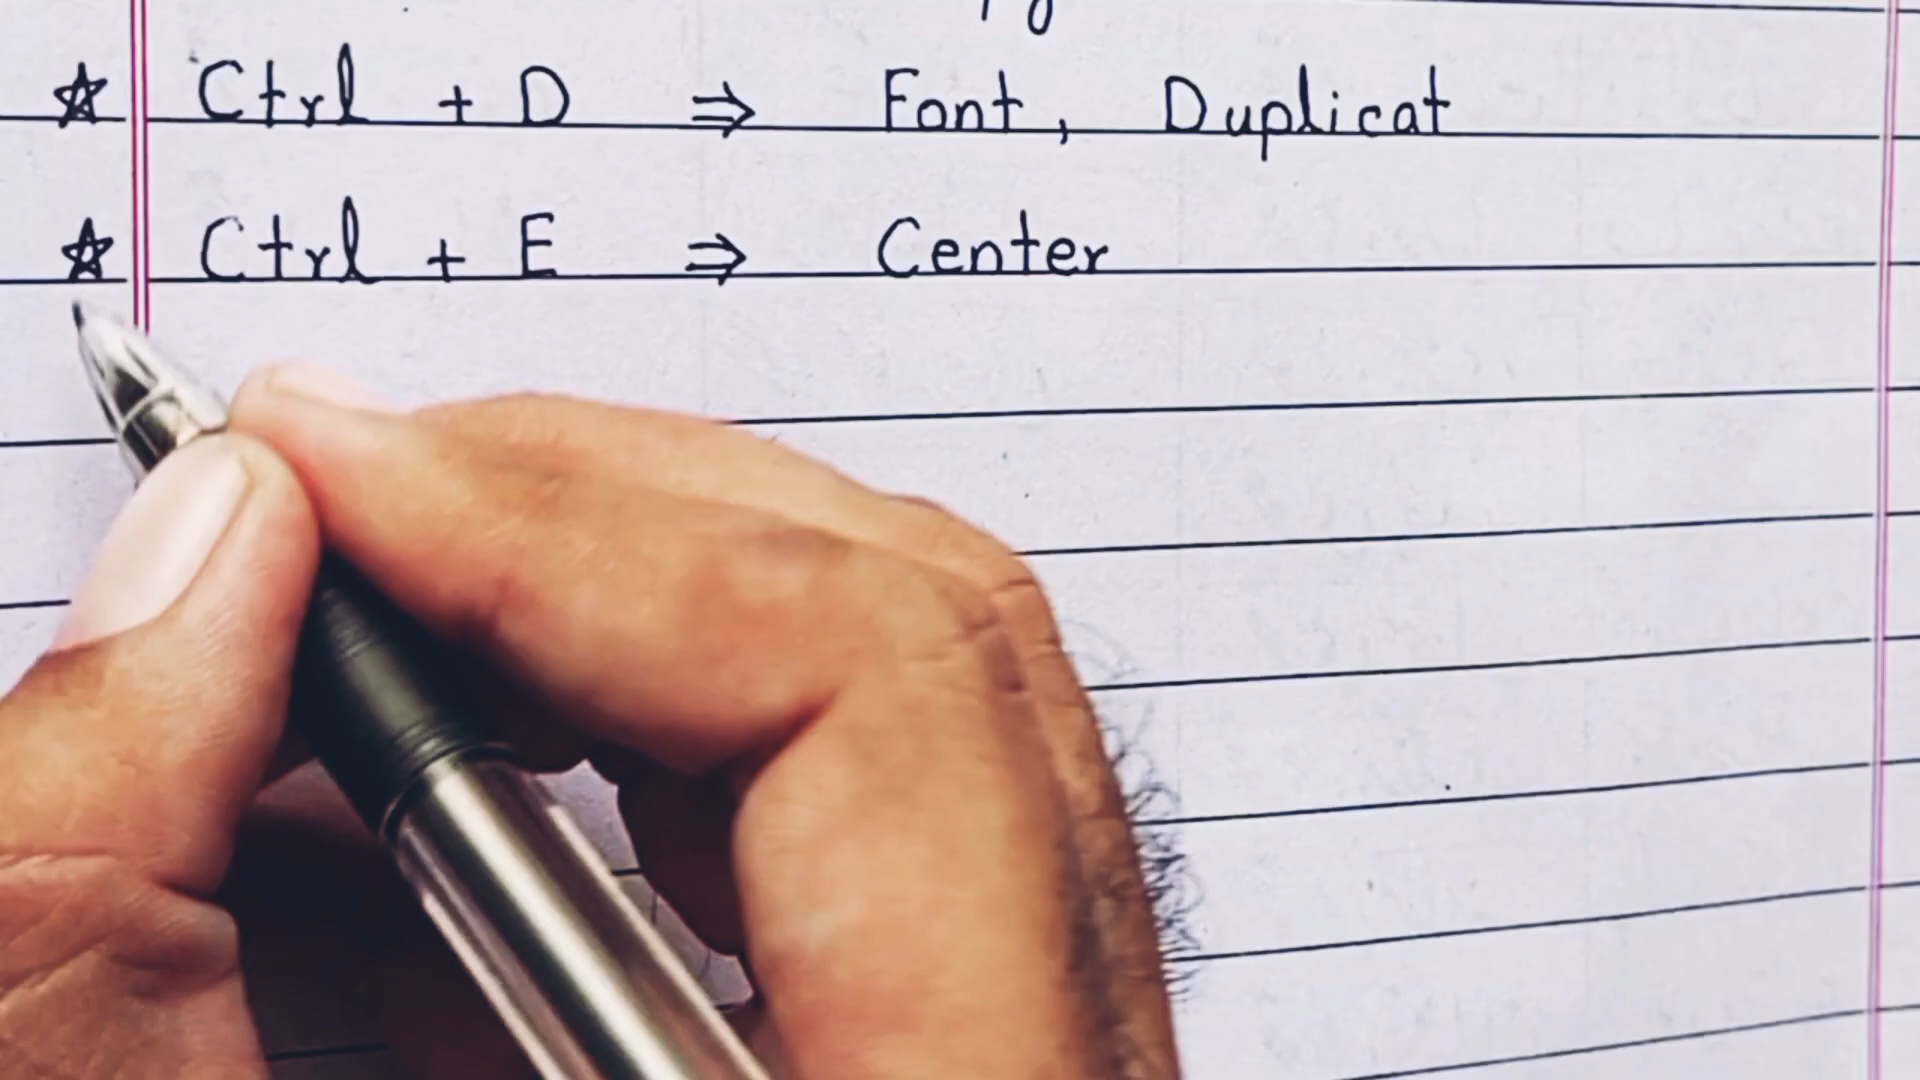 ☆ Ctrl + D ⇒ Font, Duplicat
☆ Ctrl + E ⇒ Center